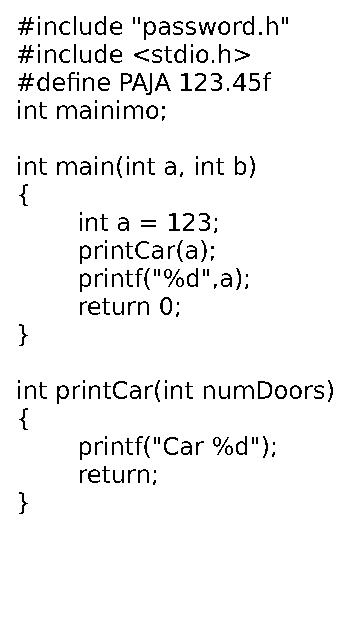 #include "password.h"
#include <stdio.h>
#define PAJA 123.45f
int mainimo;

int main(int a, int b)
{
	int a = 123;
	printCar(a);
	printf("%d",a);
	return 0;
}

int printCar(int numDoors)
{
	printf("Car %d");
	return;
}